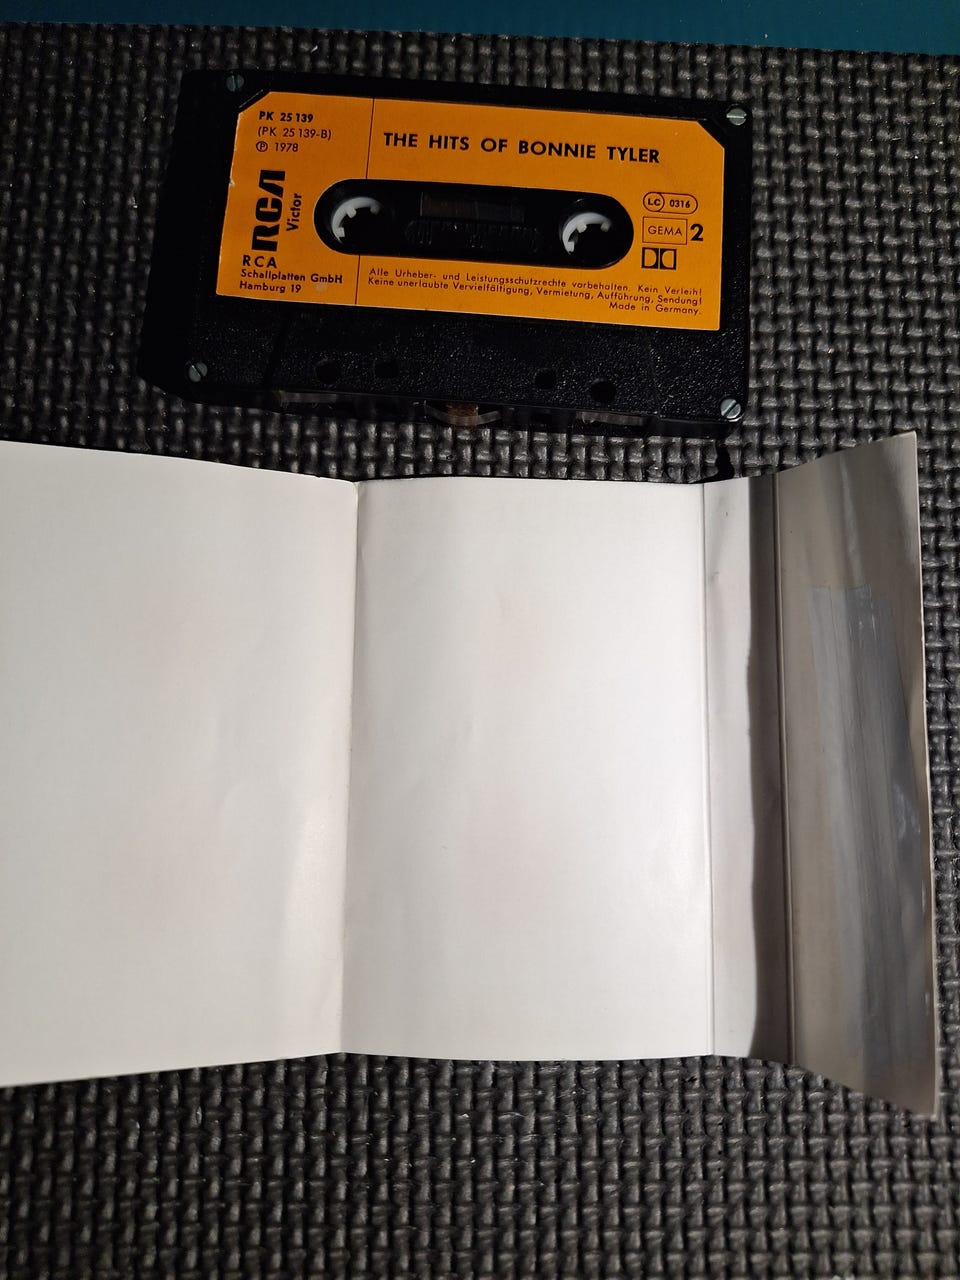 PK 25 139
(PK 25 139-B)
Ⓟ 1978
THE HITS OF BONNIE TYLER
RCA
Victor
RCA
Schallplatten GmbH
Hamburg 19
LC 0316
GEMA 2
Alle Urheber- und Leistungsschutzrechte vorbehalten. Kein Verleih!
Keine unerlaubte Vervielfältigung, Vermietung, Aufführung, Sendung!
Made in Germany.